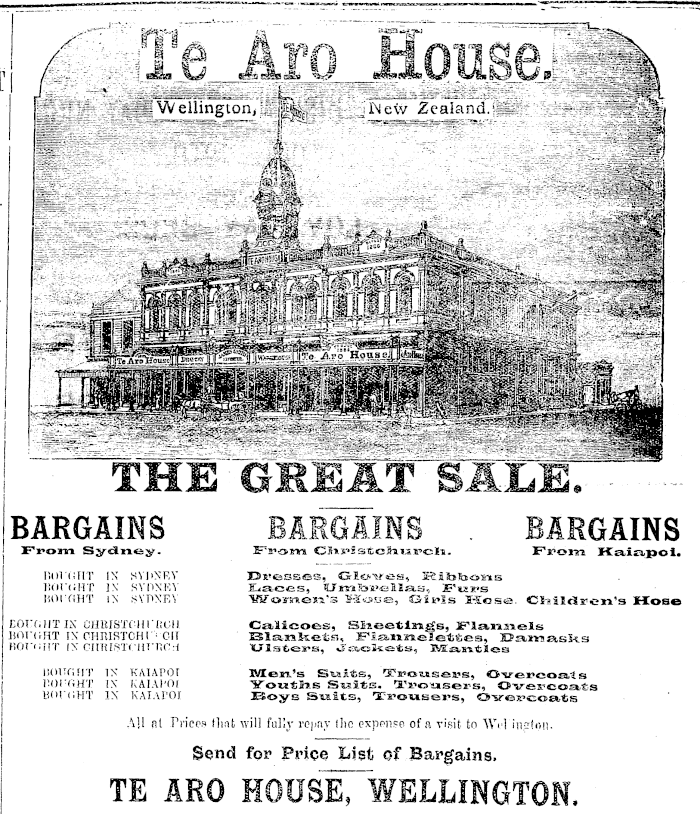 Te Aro House.
Wellington, New Zealand.
Te Aro House Te Aro House
THE GREAT SALE.
BARGAINS BARGAINS BARGAINS
From Sydney. From Christchurch. From Kaiapoi.
BOUGHT IN SYDNEY Dresses, Gloves, Ribbons
BOUGHT IN SYDNEY Laces, Umbrellas, Furs
BOUGHT IN SYDNEY Women's Hose, Girls Hose. Children's Hose
BOUGHT IN CHRISTCHURCH Calicoes, Sheetings, Flannels
BOUGHT IN CHRISTCHURCH Blankets, Flannelettes, Damasks
BOUGHT IN CHRISTCHURCH Ulsters, Jackets, Mantles
BOUGHT IN KAIAPOI Men's Suits, Trousers, Overcoats
BOUGHT IN KAIAPOI Youths Suits. Trousers, Overcoats
BOUGHT IN KAIAPOI Boys Suits, Trousers, Overcoats
All at Prices that will fully repay the expense of a visit to Wellington.
Send for Price List of Bargains.
TE ARO HOUSE, WELLINGTON.